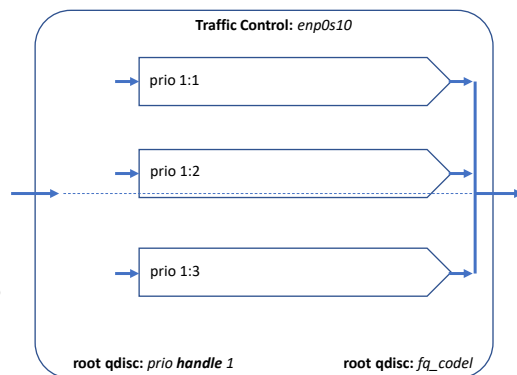 Traffic Control: enp0s10
prio 1:1
prio 1:2
prio 1:3
root qdisc: prio handle 1
root qdisc: fq_codel